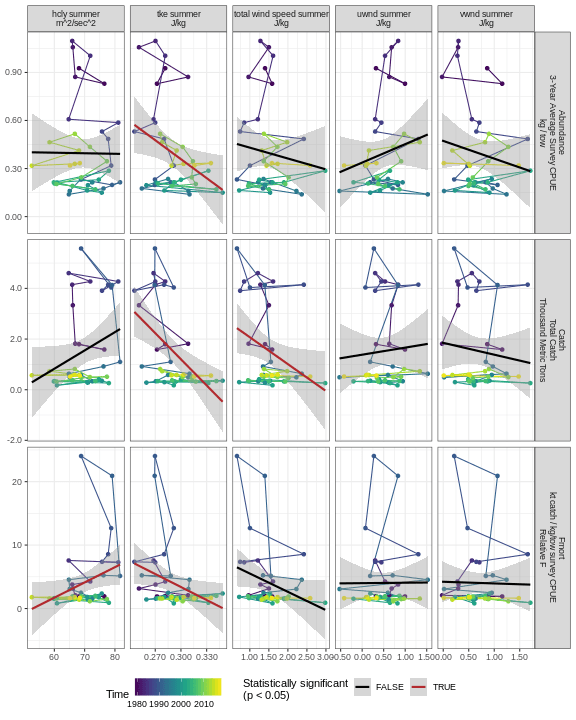 hcly summer
m^2/sec^2
tke summer
J/kg
total wind speed summer
J/kg
uwnd summer
J/kg
vwnd summer
J/kg
0.90
0.60
0.30
0.00
Abundance
3-Year Average Survey CPUE
kg / tow
4.0
2.0
0.0
-2.0
Catch
Total Catch
Thousand Metric Tons
20
10
0
Fmort
kt catch / kg/tow survey CPUE
Relative F
60 70 80
0.270 0.300 0.330
1.00 1.50 2.00 2.50 3.00
0.50 0.00 0.50 1.00 1.50
0.00 0.50 1.00 1.50
Time
1980 1990 2000 2010
Statistically significant
(p < 0.05)
FALSE
TRUE